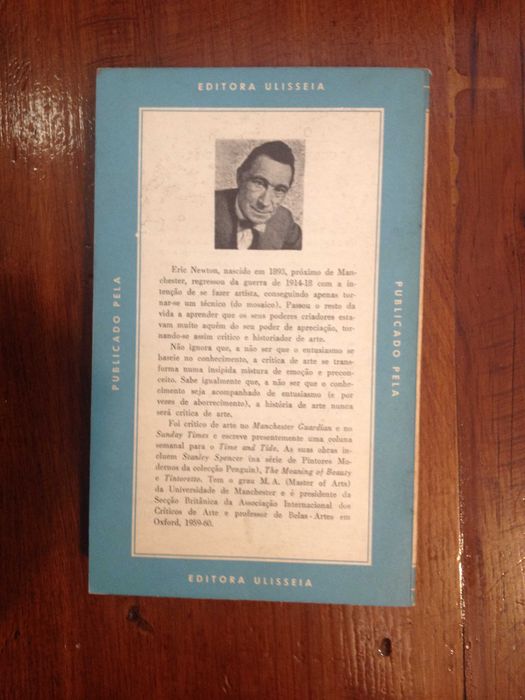 EDITORA ULISSEIA
PUBLICADO PELA
Eric Newton, nascido em 1893, próximo de Man-
chester, regressou da guerra de 1914-18 com a in-
tenção de se fazer artista, conseguindo apenas tor-
nar-se um técnico (do mosaico). Passou o resto da
vida a aprender que os seus poderes criadores esta-
vam muito aquém do seu poder de apreciação, tor-
nando-se assim crítico e historiador de arte.
Não ignora que, a não ser que o entusiasmo se
baseie no conhecimento, a crítica de arte se trans-
forma numa insípida mistura de emoção e precon-
ceito. Sabe igualmente que, a não ser que o conhe-
cimento seja acompanhado de entusiasmo (e por
vezes de aborrecimento), a história de arte nunca
será crítica de arte.
Foi crítico de arte no Manchester Guardian e no
Sunday Times e escreve presentemente uma coluna
semanal para o Time and Tide. As suas obras in-
cluem Stanley Spencer (na série de Pintores Mo-
dernos da colecção Penguin), The Meaning of Beauty
e Tintoretto. Tem o grau M. A. (Master of Arts)
da Universidade de Manchester e é presidente da
Secção Britânica da Associação Internacional dos
Críticos de Arte e professor de Belas-Artes em
Oxford, 1959-60.
PUBLICADO PELA
EDITORA ULISSEIA